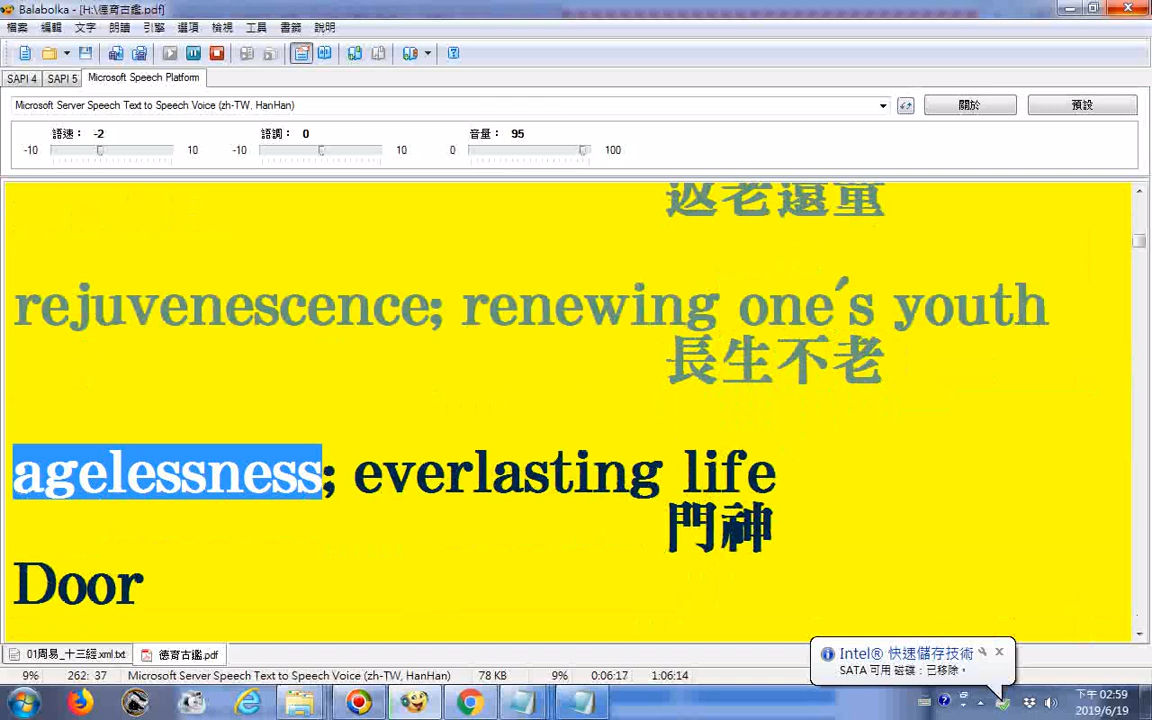 Balabolka - [H:\德育古鑑.pdf]
檔案 編輯 文字 朗讀 引擎 選項 檢視 工具 書籤 說明
SAPI 4 SAPI 5 Microsoft Speech Platform
Microsoft Server Speech Text to Speech Voice (zh-TW, HanHan) 關於 預設
語速： -2 語調： 0 音量： 95
-10 10 -10 10 0 100
返老還童
rejuvenescence; renewing one's youth
長生不老
agelessness; everlasting life
門神
Door
01周易_十三經.xml.txt 德育古鑑.pdf
Intel® 快速儲存技術
SATA 可用 磁碟：已移除。
9% 262: 37 Microsoft Server Speech Text to Speech Voice (zh-TW, HanHan) 78 KB 9% 0:06:17 1:06:14
下午 02:59
2019/6/19